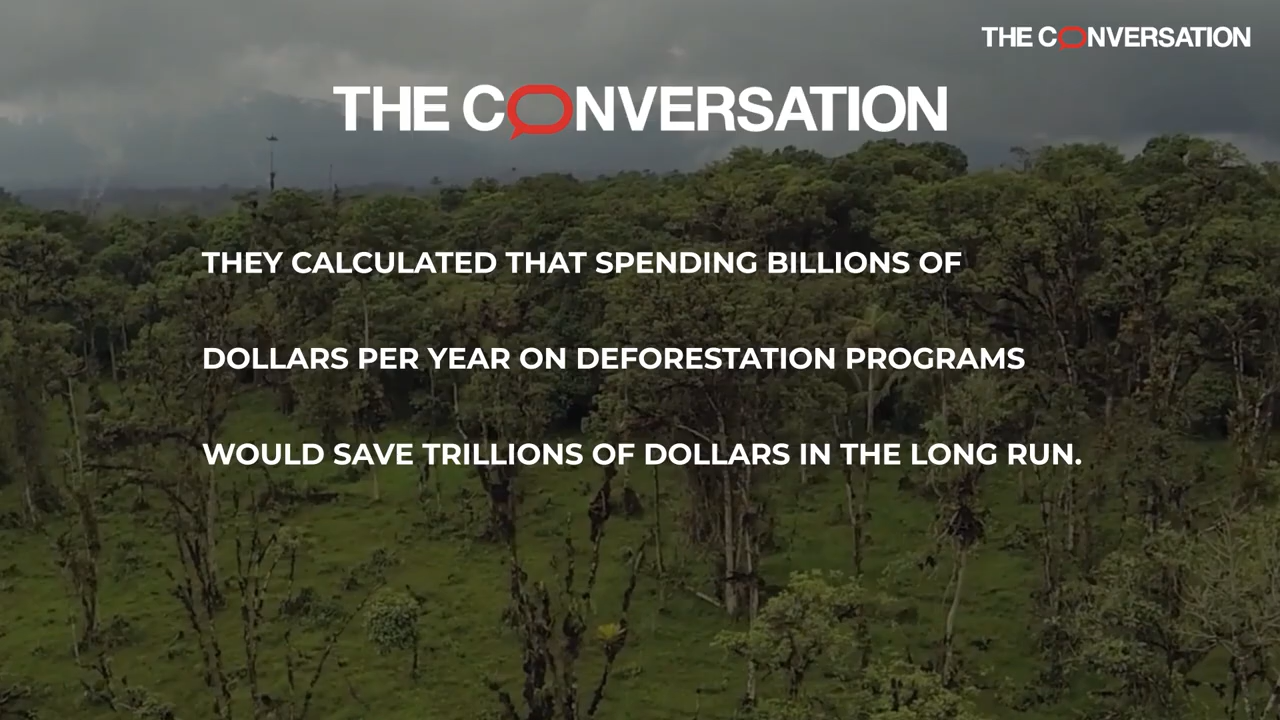 THE CONVERSATION
THE CONVERSATION
THEY CALCULATED THAT SPENDING BILLIONS OF
DOLLARS PER YEAR ON DEFORESTATION PROGRAMS
WOULD SAVE TRILLIONS OF DOLLARS IN THE LONG RUN.